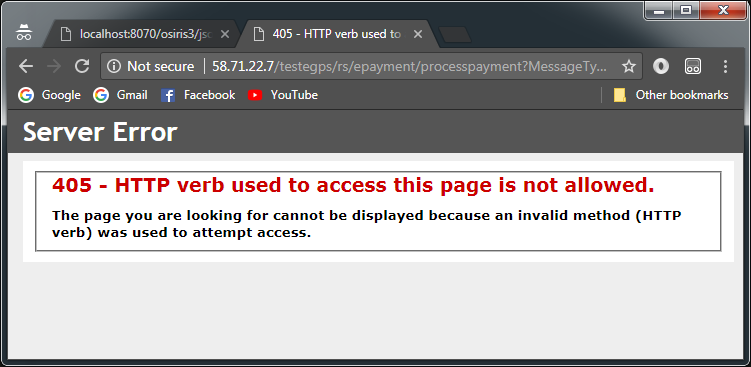 localhost:8070/osiris3/jsc
405 - HTTP verb used to
Not secure
58.71.22.7/testegps/rs/epayment/processpayment?MessageTy...
Google
Gmail
Facebook
YouTube
Other bookmarks
Server Error
405 - HTTP verb used to access this page is not allowed.
The page you are looking for cannot be displayed because an invalid method (HTTP
verb) was used to attempt access.